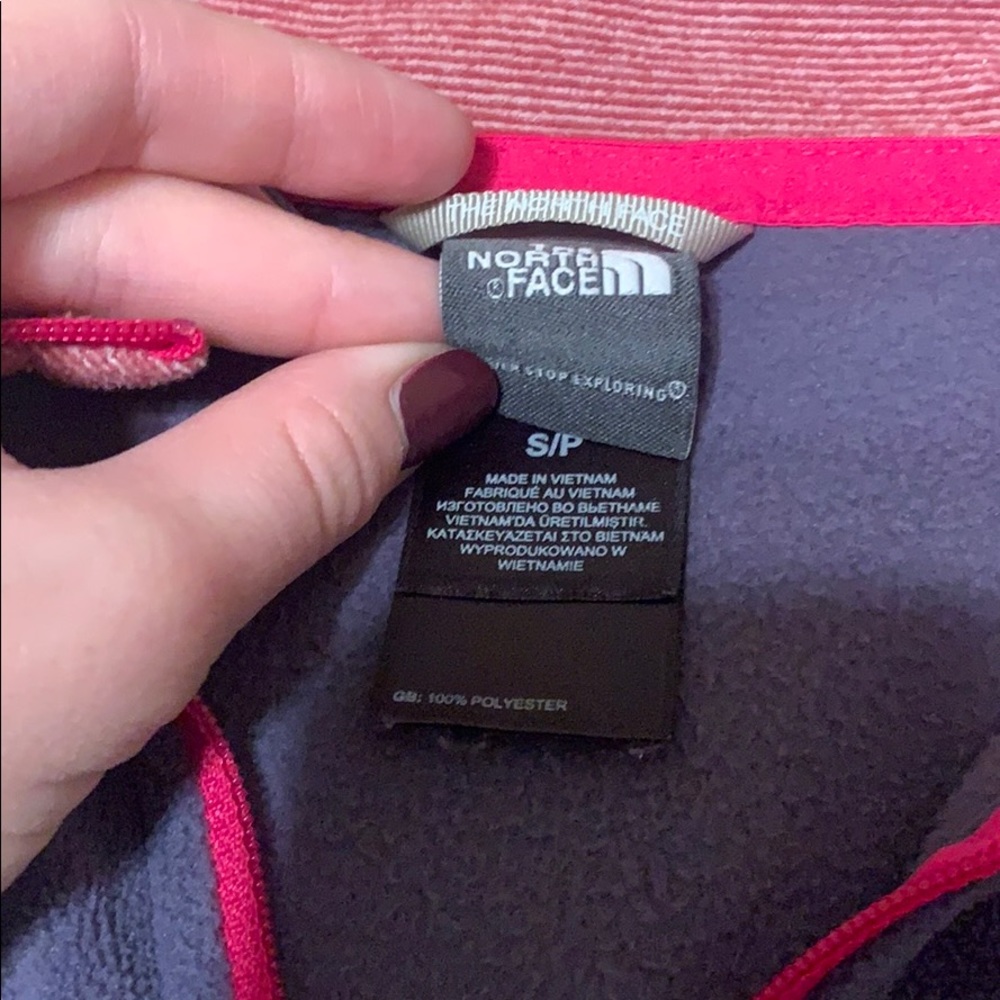 THE NORTH FACE
THE
NORTH
FACE
STOP EXPLORING
S/P
MADE IN VIETNAM
FABRIQUÉ AU VIETNAM
ИЗГОТОВЛЕНО ВО ВЬЕТНАМЕ
VIETNAM'DA ÜRETILMIŞTIR.
ΚΑΤΑΣΚΕΥΑΖΕΤΑΙ ΣΤΟ ΒΙΕΤΝΑΜ
WYPRODUKOWANO W
WIETNAMIE
GB: 100% POLYESTER